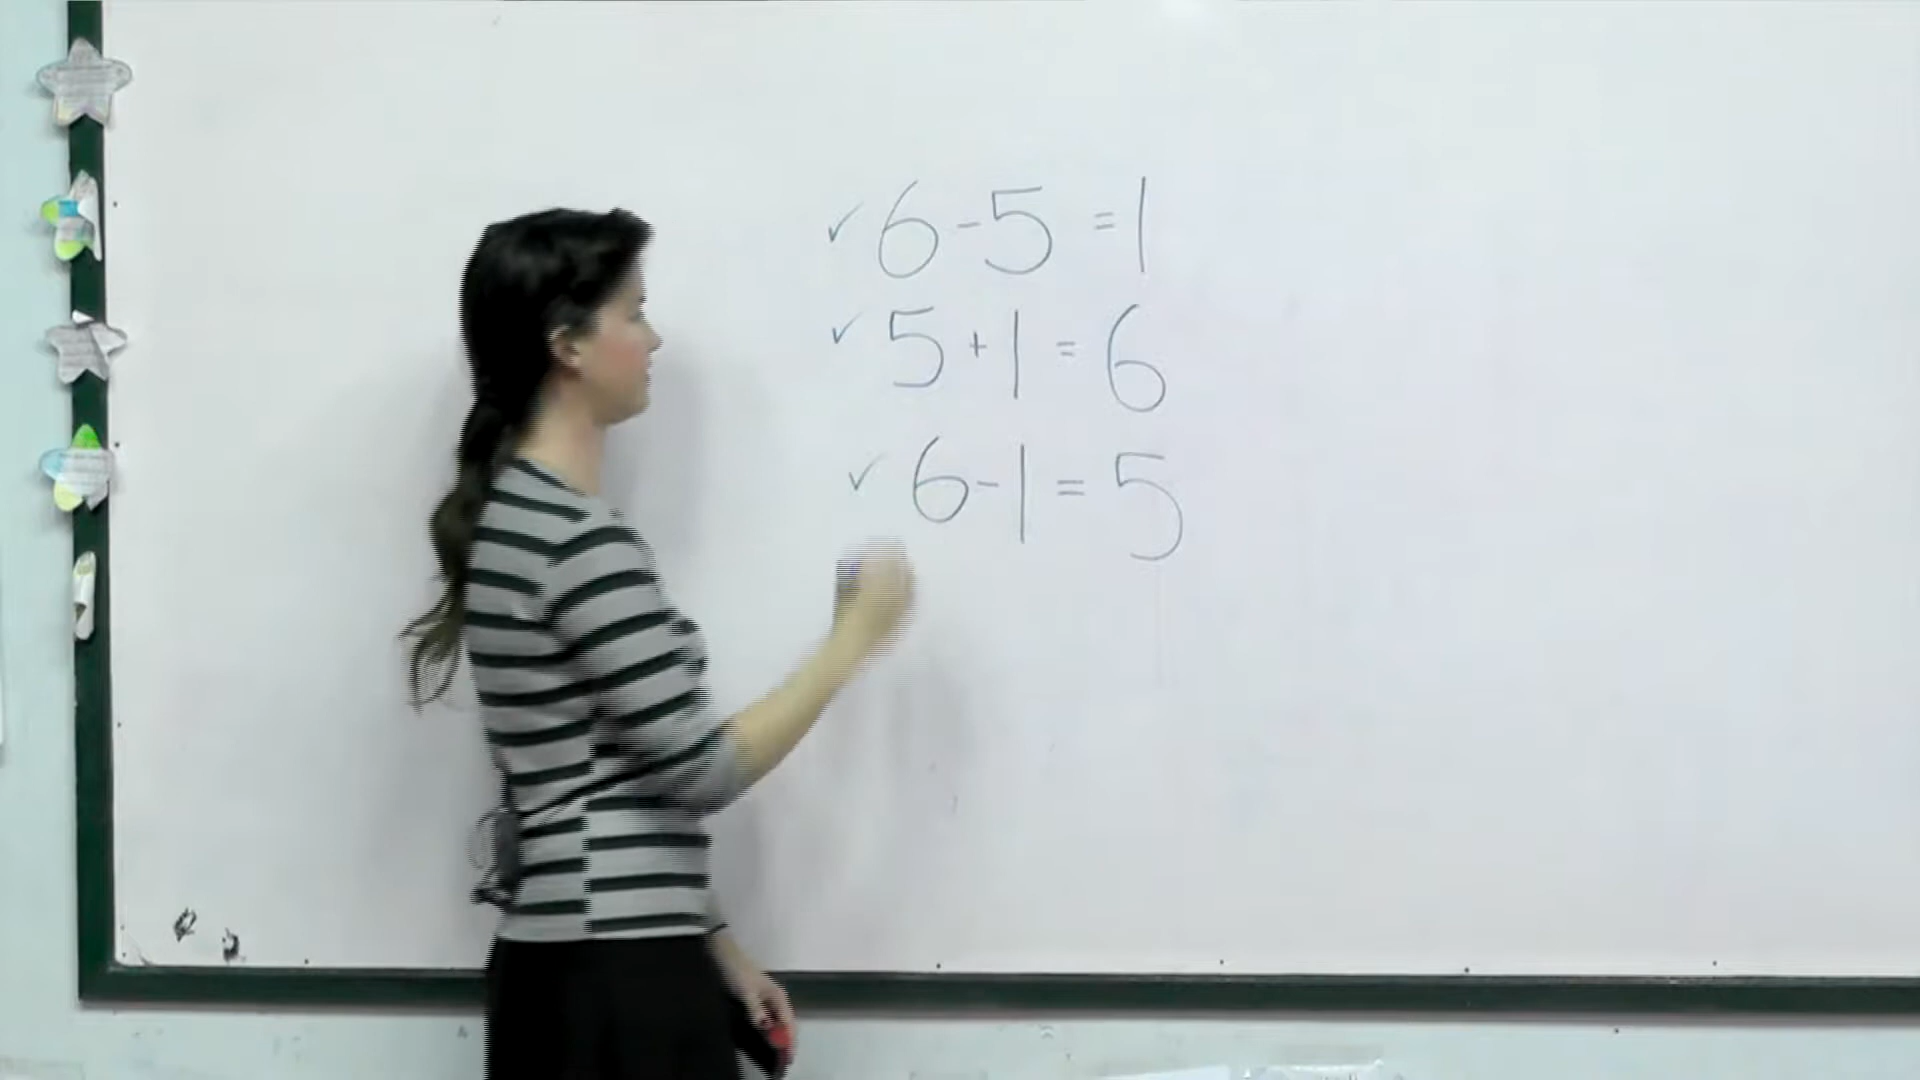 ✓ 6-5=1
✓ 5+1=6
✓ 6-1=5